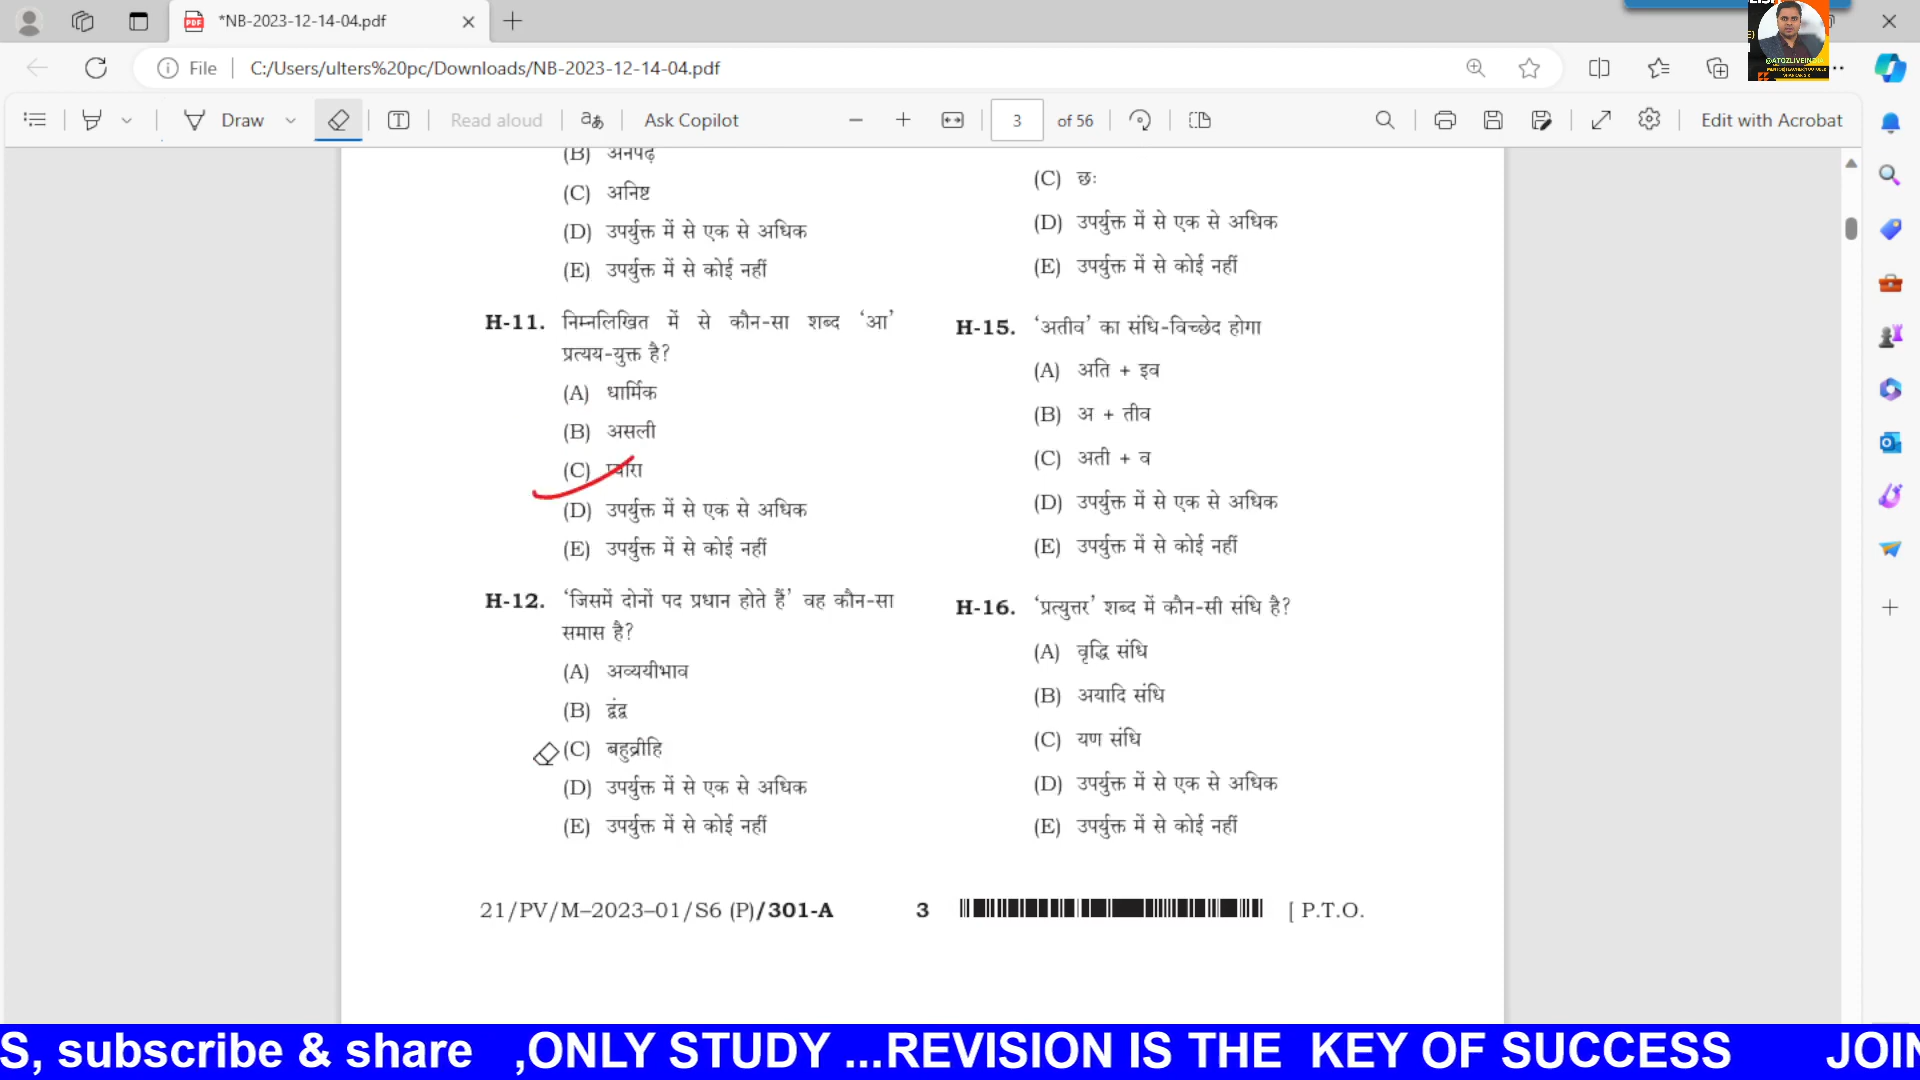 *NB-2023-12-14-04.pdf
File C:/Users/ulters%20pc/Downloads/NB-2023-12-14-04.pdf
@ATOZLIVEINDIA
Draw Read aloud Ask Copilot 3 of 56 Edit with Acrobat
(B) अनपढ़
(C) अनिष्ट
(D) उपर्युक्त में से एक से अधिक
(E) उपर्युक्त में से कोई नहीं
H-11. निम्नलिखित में से कौन-सा शब्द ‘आ’
प्रत्यय-युक्त है?
(A) धार्मिक
(B) असली
(C) प्यारा
(D) उपर्युक्त में से एक से अधिक
(E) उपर्युक्त में से कोई नहीं
H-12. ‘जिसमें दोनों पद प्रधान होते हैं’ वह कौन-सा
समास है?
(A) अव्ययीभाव
(B) द्वंद्व
(C) बहुव्रीहि
(D) उपर्युक्त में से एक से अधिक
(E) उपर्युक्त में से कोई नहीं
(C) छः
(D) उपर्युक्त में से एक से अधिक
(E) उपर्युक्त में से कोई नहीं
H-15. ‘अतीव’ का संधि-विच्छेद होगा
(A) अति + इव
(B) अ + तीव
(C) अती + व
(D) उपर्युक्त में से एक से अधिक
(E) उपर्युक्त में से कोई नहीं
H-16. ‘प्रत्युत्तर’ शब्द में कौन-सी संधि है?
(A) वृद्धि संधि
(B) अयादि संधि
(C) यण संधि
(D) उपर्युक्त में से एक से अधिक
(E) उपर्युक्त में से कोई नहीं
21/PV/M–2023–01/S6 (P)/301-A 3 [ P.T.O.
S, subscribe & share ,ONLY STUDY ...REVISION IS THE KEY OF SUCCESS JOIN